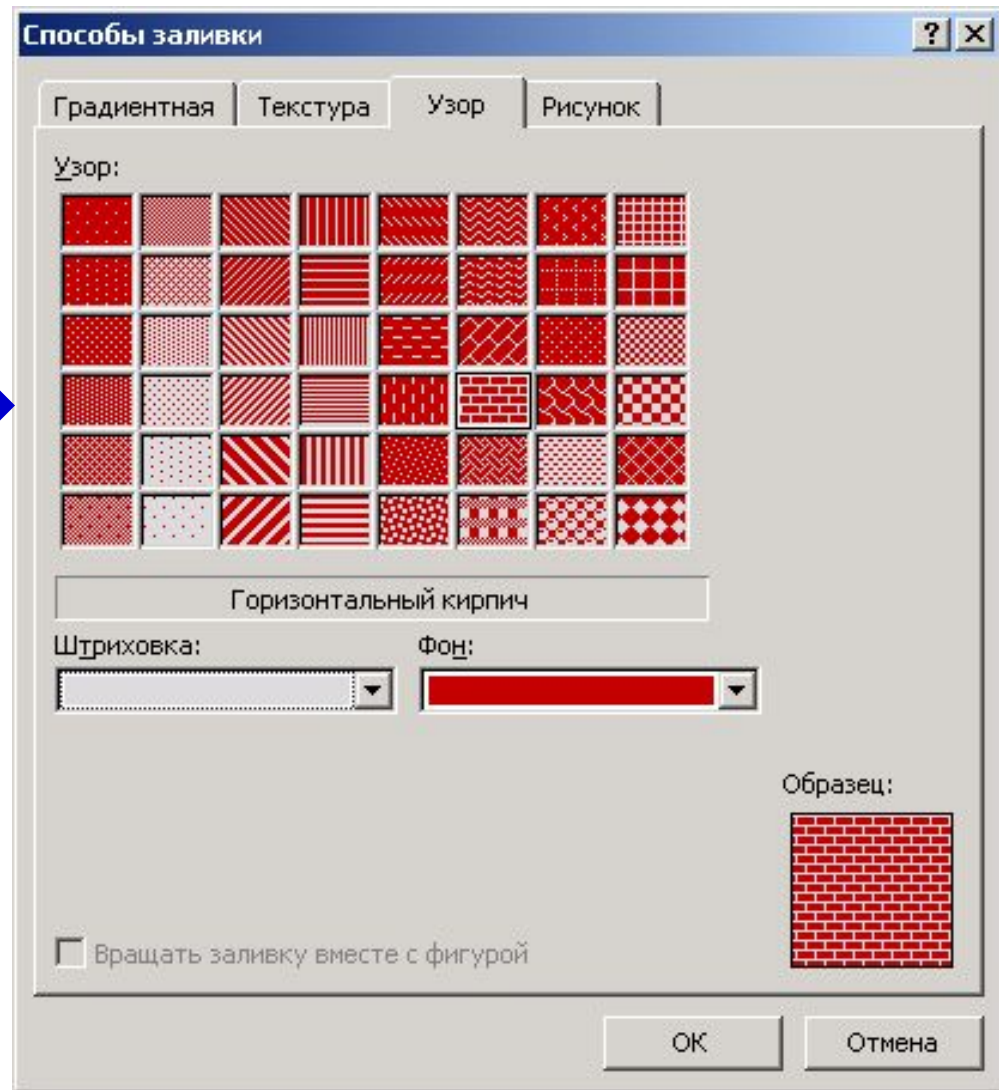 Способы заливки
Градиентная Текстура Узор Рисунок
Узор:
Горизонтальный кирпич
Штриховка: Фон:
Образец:
Вращать заливку вместе с фигурой
ОК Отмена